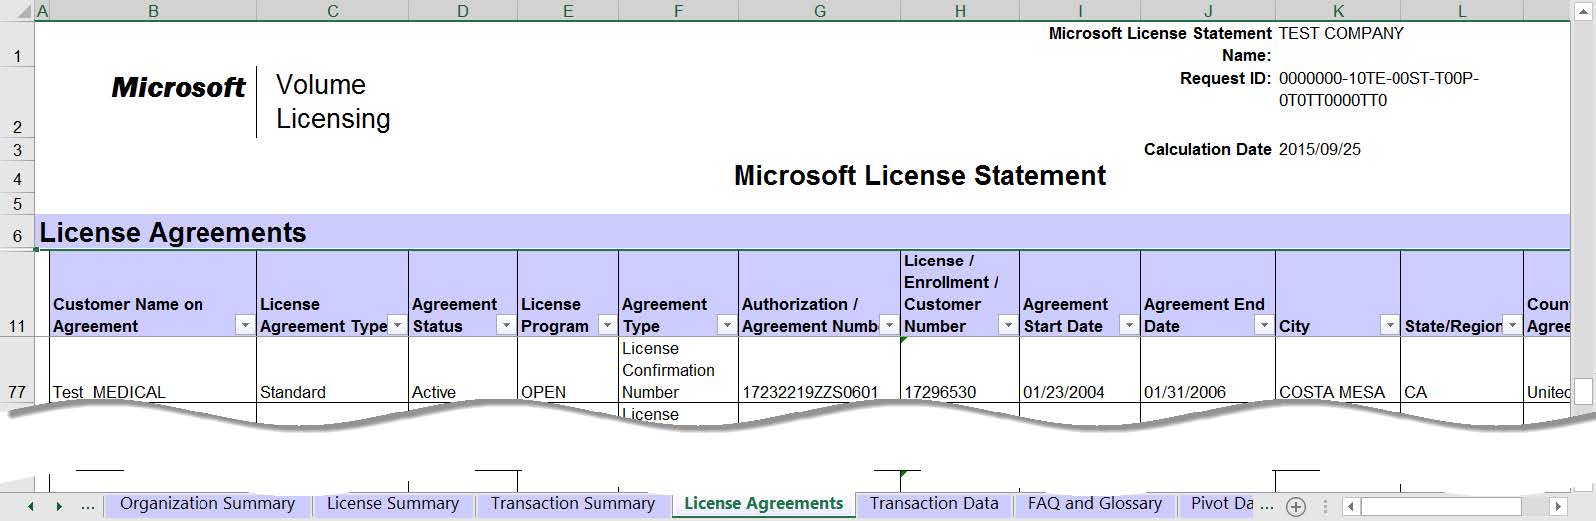 A B C D E F G H I J K L
1 Microsoft License Statement TEST COMPANY
Name:
Microsoft Volume
Licensing
Request ID: 0000000-10TE-00ST-T00P-
0T0TT0000TT0
2
3 Calculation Date 2015/09/25
4 Microsoft License Statement
5
6 License Agreements
License /
Enrollment /
Customer Name on License Agreement License Agreement Authorization / Customer Agreement Agreement End Coun
11 Agreement Agreement Type Status Program Type Agreement Numb Number Start Date Date City State/Region Agree
License
Confirmation
77 Test MEDICAL Standard Active OPEN Number 17232219ZZS0601 17296530 01/23/2004 01/31/2006 COSTA MESA CA United
License
... Organization Summary License Summary Transaction Summary License Agreements Transaction Data FAQ and Glossary Pivot Da ...